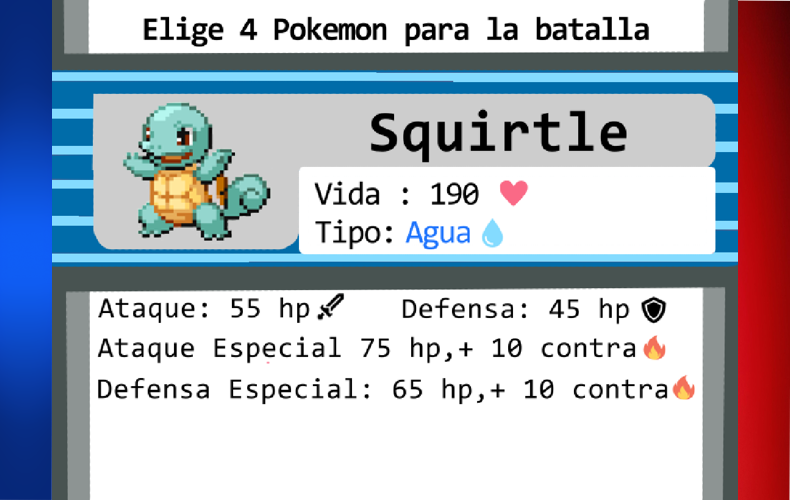 Elige 4 Pokemon para la batalla
Squirtle
Vida : 190
Tipo: Agua
Ataque: 55 hp Defensa: 45 hp
Ataque Especial 75 hp,+ 10 contra
Defensa Especial: 65 hp,+ 10 contra